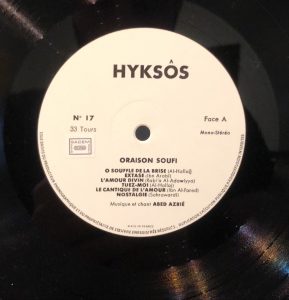 HYKSÔS
N° 17
Face A
33 Tours
Mono-Stéréo
SACEM
ORAISON SOUFI
O SOUFFLE DE LA BRISE (Al-Hallaj)
EXTASE (Ibn Arabi)
L'AMOUR DIVIN (Rabi'a Al-Adawiyya)
TUEZ-MOI (Al-Hallaj)
LE CANTIQUE DE L'AMOUR (Ibn Al-Fared)
NOSTALGIE (Sahrawardi)
Musique et chant ABED AZRIÉ